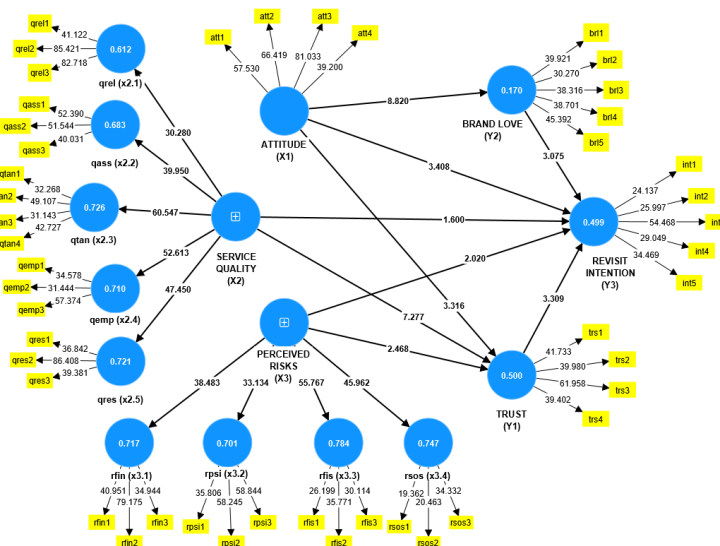 qrel1
41.122
qrel2
85.421
qrel3
82.718
0.612
qrel (x2.1)
qass1
52.390
qass2
51.544
qass3
40.031
0.683
qass (x2.2)
qtan1
32.268
an2
49.107
an3
31.143
qtan4
42.727
0.726
qtan (x2.3)
qemp1
34.578
qemp2
31.444
qemp3
57.374
0.710
qemp (x2.4)
qres1
36.842
qres2
86.408
qres3
39.381
0.721
qres (x2.5)
30.280
39.950
60.547
52.613
47.450
SERVICE
QUALITY
(X2)
att1
att2
att3
att4
57.530
66.419
81.033
39.200
ATTITUDE
(X1)
8.820
3.408
3.316
1.600
7.277
2.020
2.468
PERCEIVED
RISKS
(X3)
38.483
33.134
55.767
45.962
0.717
rfin (x3.1)
40.951
79.175
34.944
rfin1
rfin2
rfin3
0.701
rpsi (x3.2)
35.806
58.245
58.844
rpsi1
rpsi2
rpsi3
0.784
rfis (x3.3)
26.199
35.771
30.114
rfis1
rfis2
rfis3
0.747
rsos (x3.4)
19.362
20.463
34.332
rsos1
rsos2
rsos3
0.170
BRAND LOVE
(Y2)
39.921
30.270
38.316
38.701
45.392
brl1
brl2
brl3
brl4
brl5
3.075
0.499
REVISIT
INTENTION
(Y3)
24.137
25.997
54.468
29.049
34.469
int1
int2
int
int4
int5
3.309
0.500
TRUST
(Y1)
41.733
39.980
61.958
39.402
trs1
trs2
trs3
trs4